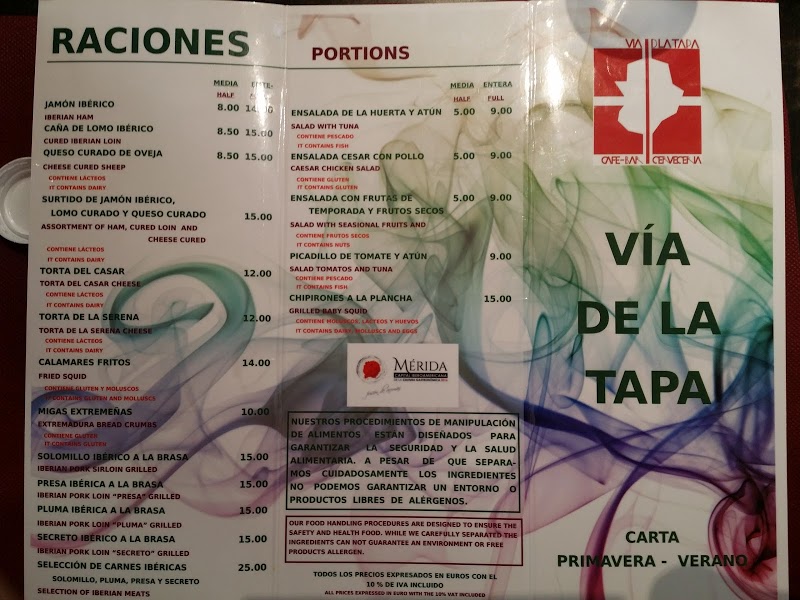 RACIONES
MEDIA ENTE-
HALF
JAMÓN IBÉRICO 8.00
IBERIAN HAM
CAÑA DE LOMO IBÉRICO 8.50 15.00
CURED IBERIAN LOIN
QUESO CURADO DE OVEJA 8.50 15.00
CHEESE CURED SHEEP
CONTIENE LÁCTEOS
IT CONTAINS DAIRY
SURTIDO DE JAMÓN IBÉRICO,
LOMO CURADO Y QUESO CURADO 15.00
ASSORTMENT OF HAM, CURED LOIN AND
CHEESE CURED
CONTIENE LÁCTEOS
IT CONTAINS DAIRY
TORTA DEL CASAR 12.00
TORTA DEL CASAR CHEESE
CONTIENE LÁCTEOS
IT CONTAINS DAIRY
TORTA DE LA SERENA 12.00
TORTA DE LA SERENA CHEESE
CONTIENE LÁCTEOS
IT CONTAINS DAIRY
CALAMARES FRITOS 14.00
FRIED SQUID
CONTIENE GLUTEN Y MOLUSCOS
IT CONTAINS GLUTEN AND MOLLUSCS
MIGAS EXTREMEÑAS 10.00
EXTREMADURA BREAD CRUMBS
CONTIENE GLUTEN
IT CONTAINS GLUTEN
SOLOMILLO IBÉRICO A LA BRASA 15.00
IBERIAN PORK SIRLOIN GRILLED
PRESA IBÉRICA A LA BRASA 15.00
IBERIAN PORK LOIN "PRESA" GRILLED
PLUMA IBÉRICA A LA BRASA 15.00
IBERIAN PORK LOIN "PLUMA" GRILLED
SECRETO IBÉRICO A LA BRASA 15.00
IBERIAN PORK LOIN "SECRETO" GRILLED
SELECCIÓN DE CARNES IBÉRICAS 25.00
SOLOMILLO, PLUMA, PRESA Y SECRETO
SELECTION OF IBERIAN MEATS
PORTIONS
MEDIA ENTERA
HALF FULL
ENSALADA DE LA HUERTA Y ATÚN 5.00 9.00
SALAD WITH TUNA
CONTIENE PESCADO
IT CONTAINS FISH
ENSALADA CESAR CON POLLO 5.00 9.00
CAESAR CHICKEN SALAD
CONTIENE GLUTEN
IT CONTAINS GLUTEN
ENSALADA CON FRUTAS DE 5.00 9.00
TEMPORADA Y FRUTOS SECOS
SALAD WITH SEASIONAL FRUITS AND
CONTIENE FRUTOS SECOS
IT CONTAINS NUTS
PICADILLO DE TOMATE Y ATÚN 9.00
SALAD TOMATOS AND TUNA
CONTIENE PESCADO
IT CONTAINS FISH
CHIPIRONES A LA PLANCHA 15.00
GRILLED BABY SQUID
CONTIENE MOLUSCOS, LÁCTEOS Y HUEVOS
IT CONTAINS DAIRY, MOLLUSCS AND EGGS
MÉRIDA
CAPITAL IBEROAMERICANA
NUESTROS PROCEDIMIENTOS DE MANIPULACIÓN
DE ALIMENTOS ESTÁN DISEÑADOS PARA
GARANTIZAR LA SEGURIDAD Y LA SALUD
ALIMENTARIA. A PESAR DE QUE SEPARA-
MOS CUIDADOSAMENTE LOS INGREDIENTES
NO PODEMOS GARANTIZAR UN ENTORNO O
PRODUCTOS LIBRES DE ALÉRGENOS.
OUR FOOD HANDLING PROCEDURES ARE DESIGNED TO ENSURE THE
SAFETY AND HEALTH FOOD. WHILE WE CAREFULLY SEPARATED THE
INGREDIENTS CAN NOT GUARANTEE AN ENVIRONMENT OR FREE
PRODUCTS ALLERGEN.
TODOS LOS PRECIOS EXPRESADOS EN EUROS CON EL
10 % DE IVA INCLUIDO
ALL PRICES EXPRESSED IN EURO WITH THE 10% VAT INCLUDED
VIA D LA TAPA
CAFE-BAR CERVECERIA
VÍA
DE LA
TAPA
CARTA
PRIMAVERA - VERANO